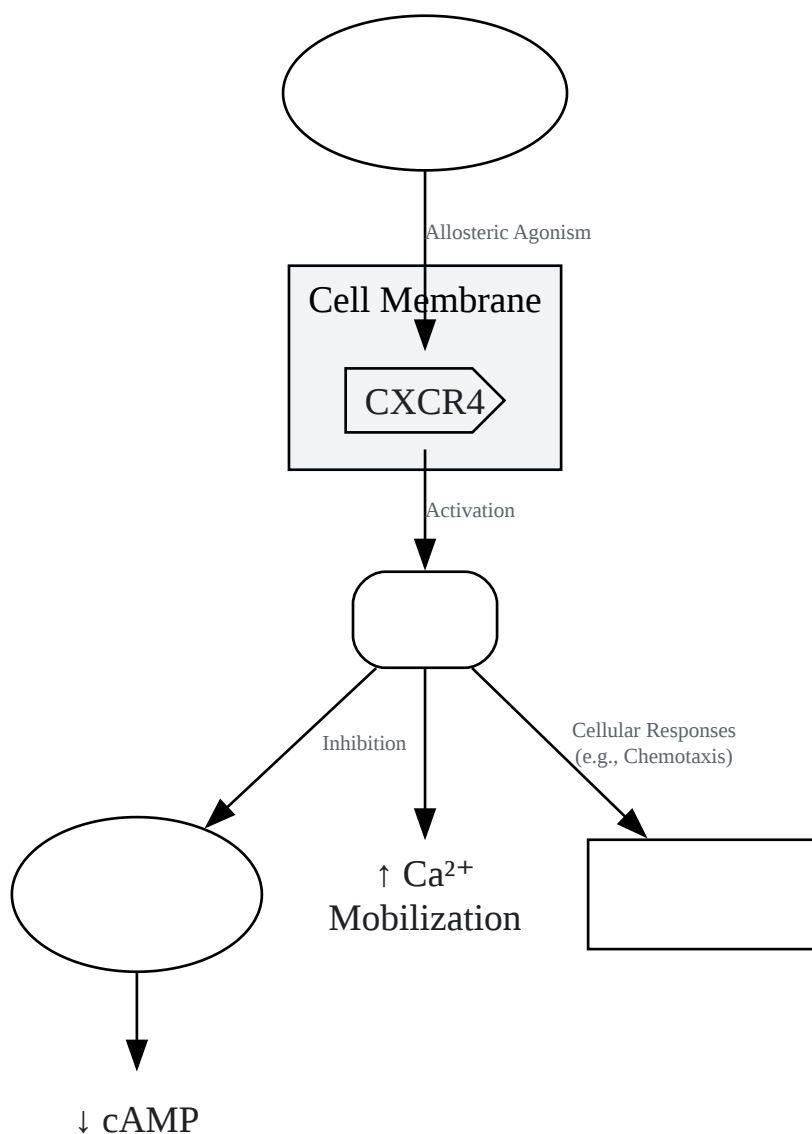 Allosteric Agonism
Cell Membrane
CXCR4
Activation
Inhibition
Cellular Responses
(e.g., Chemotaxis)
↑ Ca²⁺
Mobilization
↓ cAMP